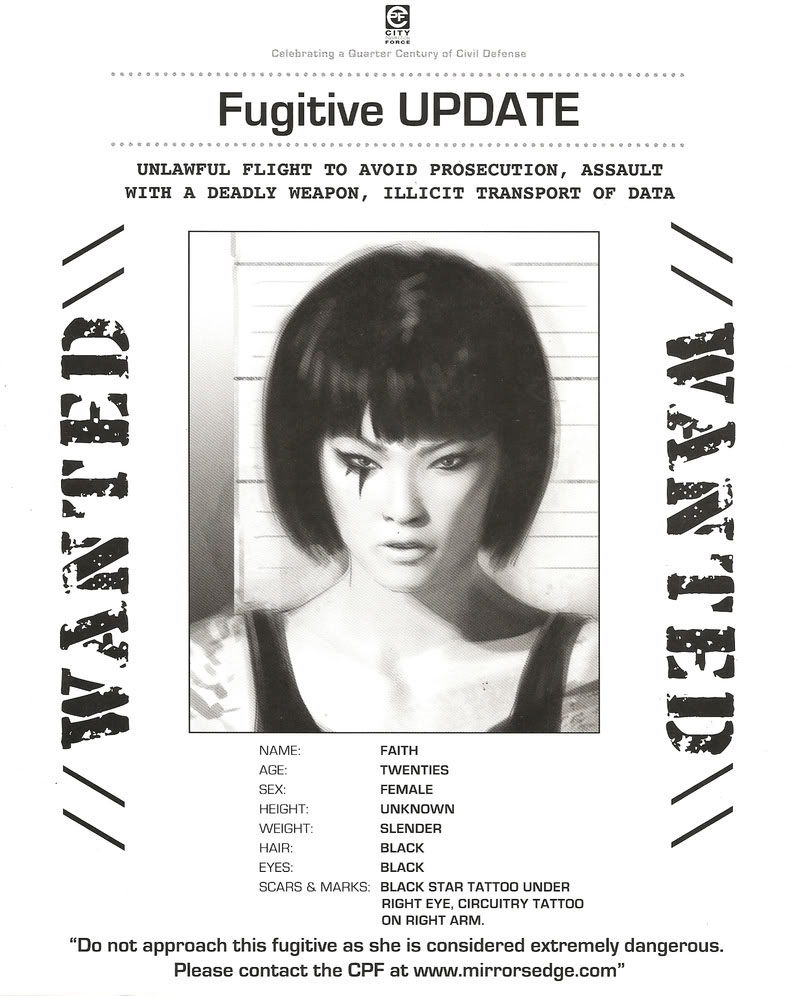 CITY
FORCE
Celebrating a Quarter Century of Civil Defense
Fugitive UPDATE
UNLAWFUL FLIGHT TO AVOID PROSECUTION, ASSAULT
WITH A DEADLY WEAPON, ILLICIT TRANSPORT OF DATA
WANTED
WANTED
NAME: FAITH
AGE: TWENTIES
SEX: FEMALE
HEIGHT: UNKNOWN
WEIGHT: SLENDER
HAIR: BLACK
EYES: BLACK
SCARS & MARKS: BLACK STAR TATTOO UNDER
RIGHT EYE, CIRCUITRY TATTOO
ON RIGHT ARM.
“Do not approach this fugitive as she is considered extremely dangerous.
Please contact the CPF at www.mirrorsedge.com”